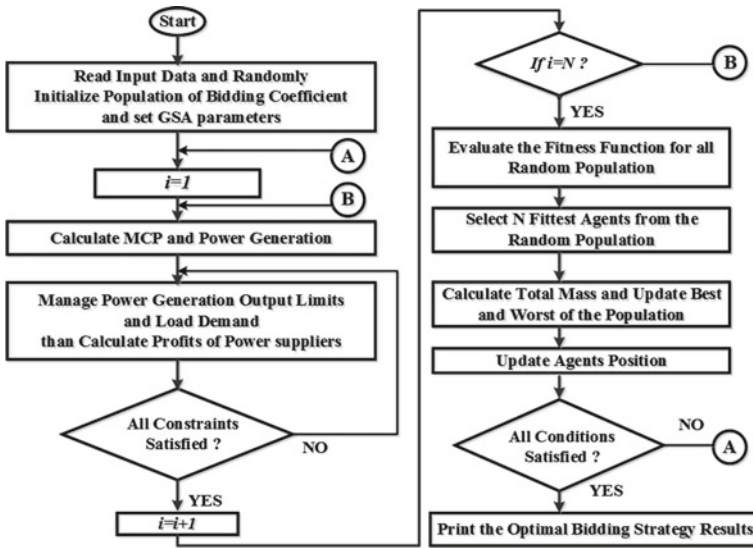 Start
Read Input Data and Randomly
Initialize Population of Bidding Coefficient
and set GSA parameters
A
i=1
B
Calculate MCP and Power Generation
Manage Power Generation Output Limits
and Load Demand
than Calculate Profits of Power suppliers
All Constraints
Satisfied ?
NO
YES
i=i+1
If i=N ?
B
YES
Evaluate the Fitness Function for all
Random Population
Select N Fittest Agents from the
Random Population
Calculate Total Mass and Update Best
and Worst of the Population
Update Agents Position
All Conditions
Satisfied ?
NO
A
YES
Print the Optimal Bidding Strategy Results